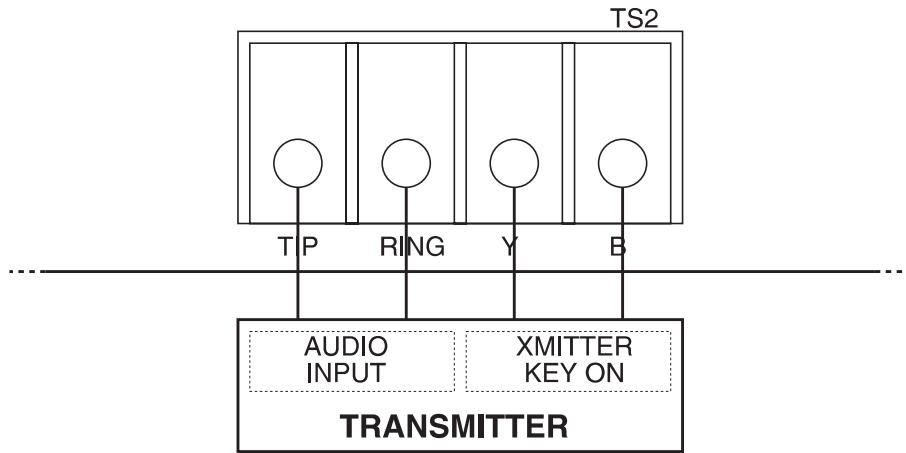 TS2
TIP RING Y B
AUDIO XMITTER
INPUT KEY ON
TRANSMITTER